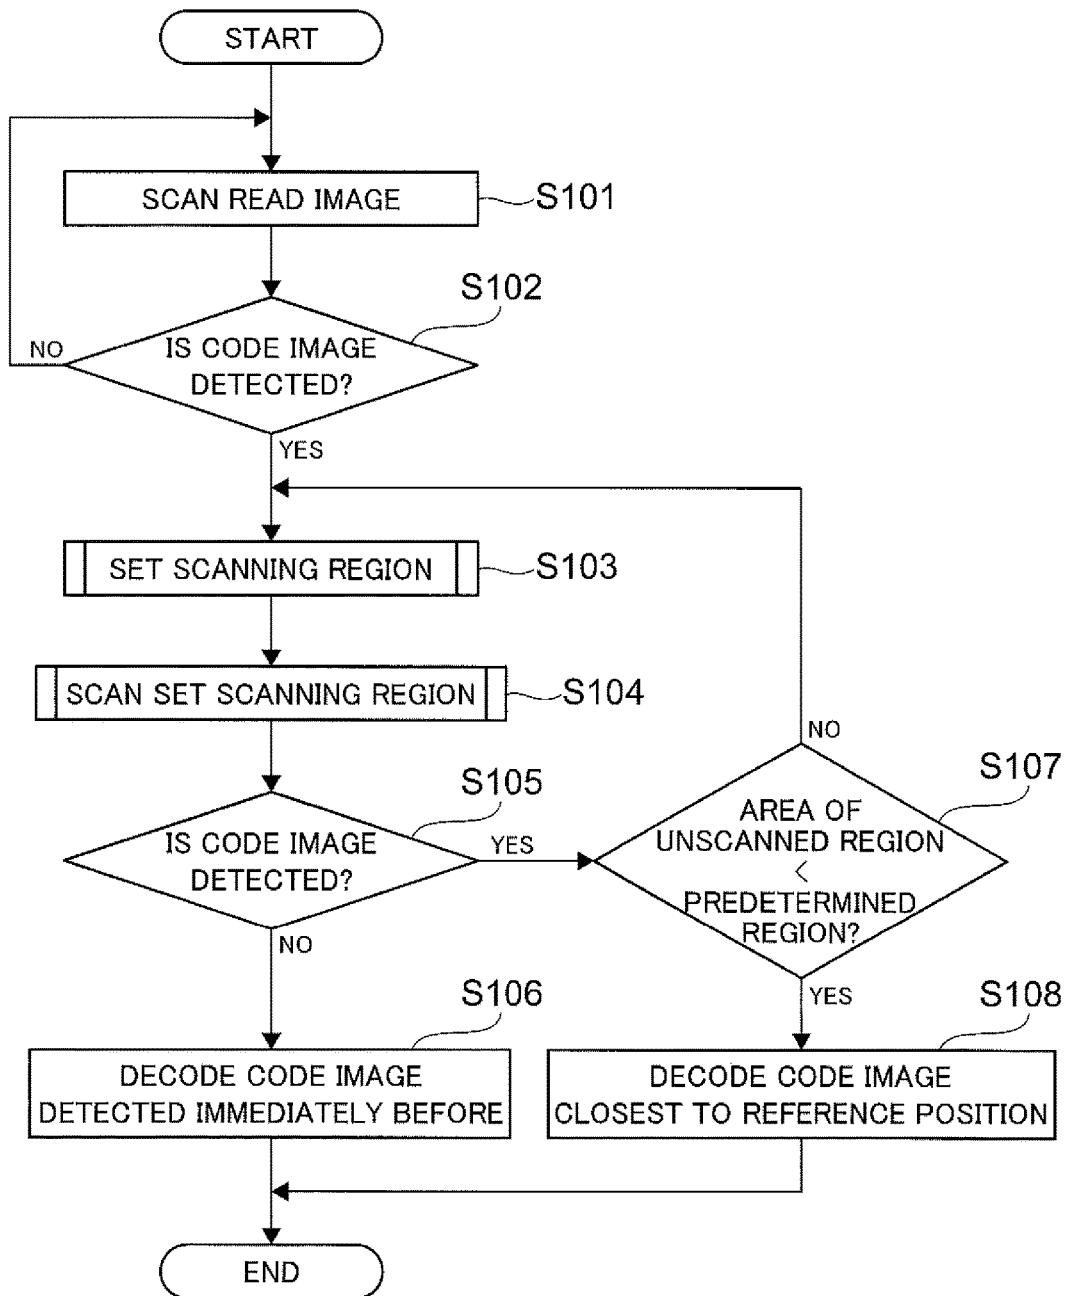 START
SCAN READ IMAGE
S101
S102
IS CODE IMAGE
DETECTED?
NO
YES
SET SCANNING REGION
S103
SCAN SET SCANNING REGION
S104
NO
S105
S107
IS CODE IMAGE
DETECTED?
YES
AREA OF
UNSCANNED REGION
<
PREDETERMINED
REGION?
NO
YES
S106
S108
DECODE CODE IMAGE
DETECTED IMMEDIATELY BEFORE
DECODE CODE IMAGE
CLOSEST TO REFERENCE POSITION
END